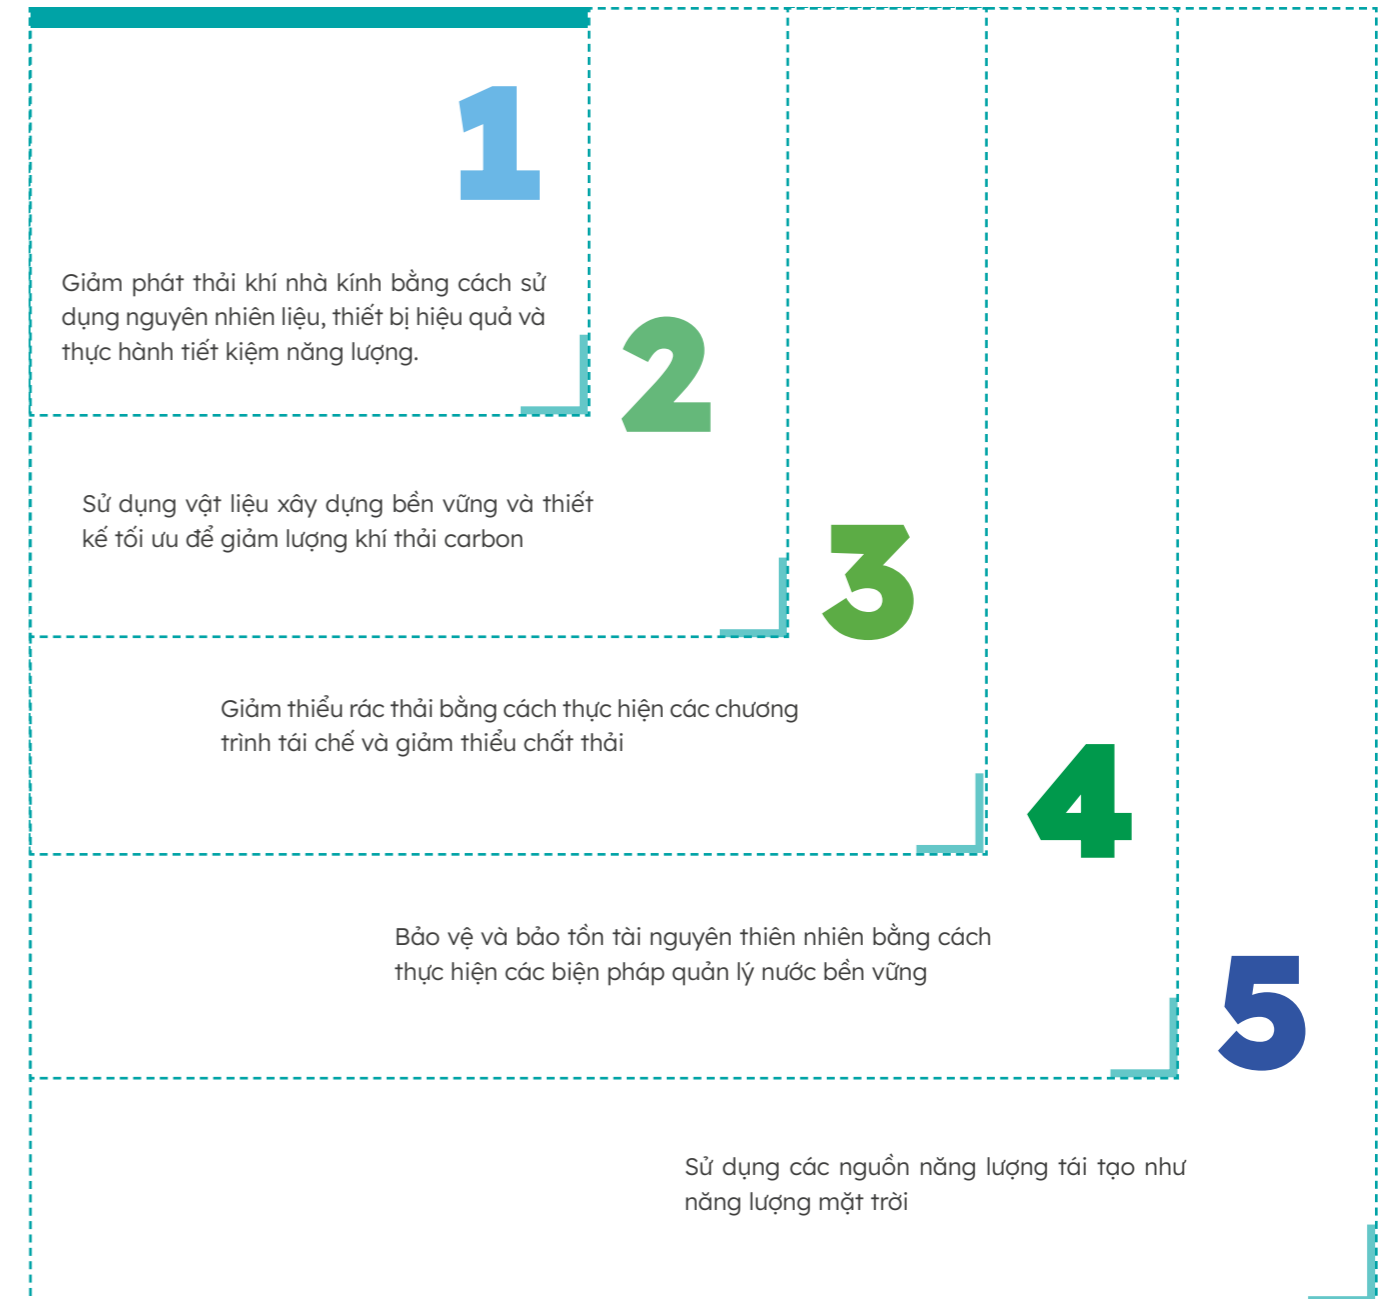 1
Giảm phát thải khí nhà kính bằng cách sử
dụng nguyên nhiên liệu, thiết bị hiệu quả và
thực hành tiết kiệm năng lượng.
2
Sử dụng vật liệu xây dựng bền vững và thiết
kế tối ưu để giảm lượng khí thải carbon
3
Giảm thiểu rác thải bằng cách thực hiện các chương
trình tái chế và giảm thiểu chất thải
4
Bảo vệ và bảo tồn tài nguyên thiên nhiên bằng cách
thực hiện các biện pháp quản lý nước bền vững
5
Sử dụng các nguồn năng lượng tái tạo như
năng lượng mặt trời